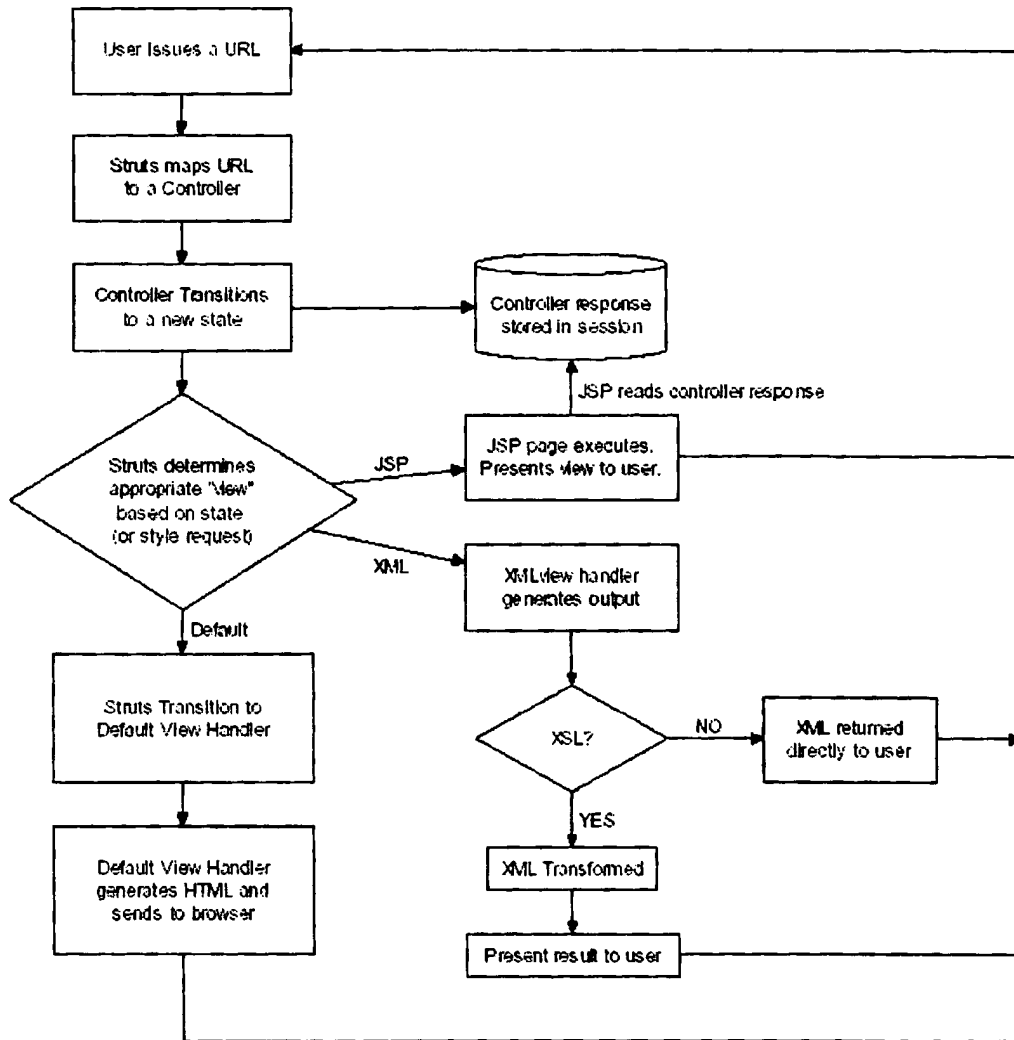 User Issues a URL
Struts maps URL
to a Controller
Controller Transitions
to a new state
Controller response
stored in session
JSP reads controller response
Struts determines
appropriate "view"
based on state
(or style request)
JSP
JSP page executes.
Presents view to user.
XML
XMLview handler
generates output
Default
Struts Transition to
Default View Handler
XSL?
NO
XML returned
directly to user
YES
Default View Handler
generates HTML and
sends to browser
XML Transformed
Present result to user